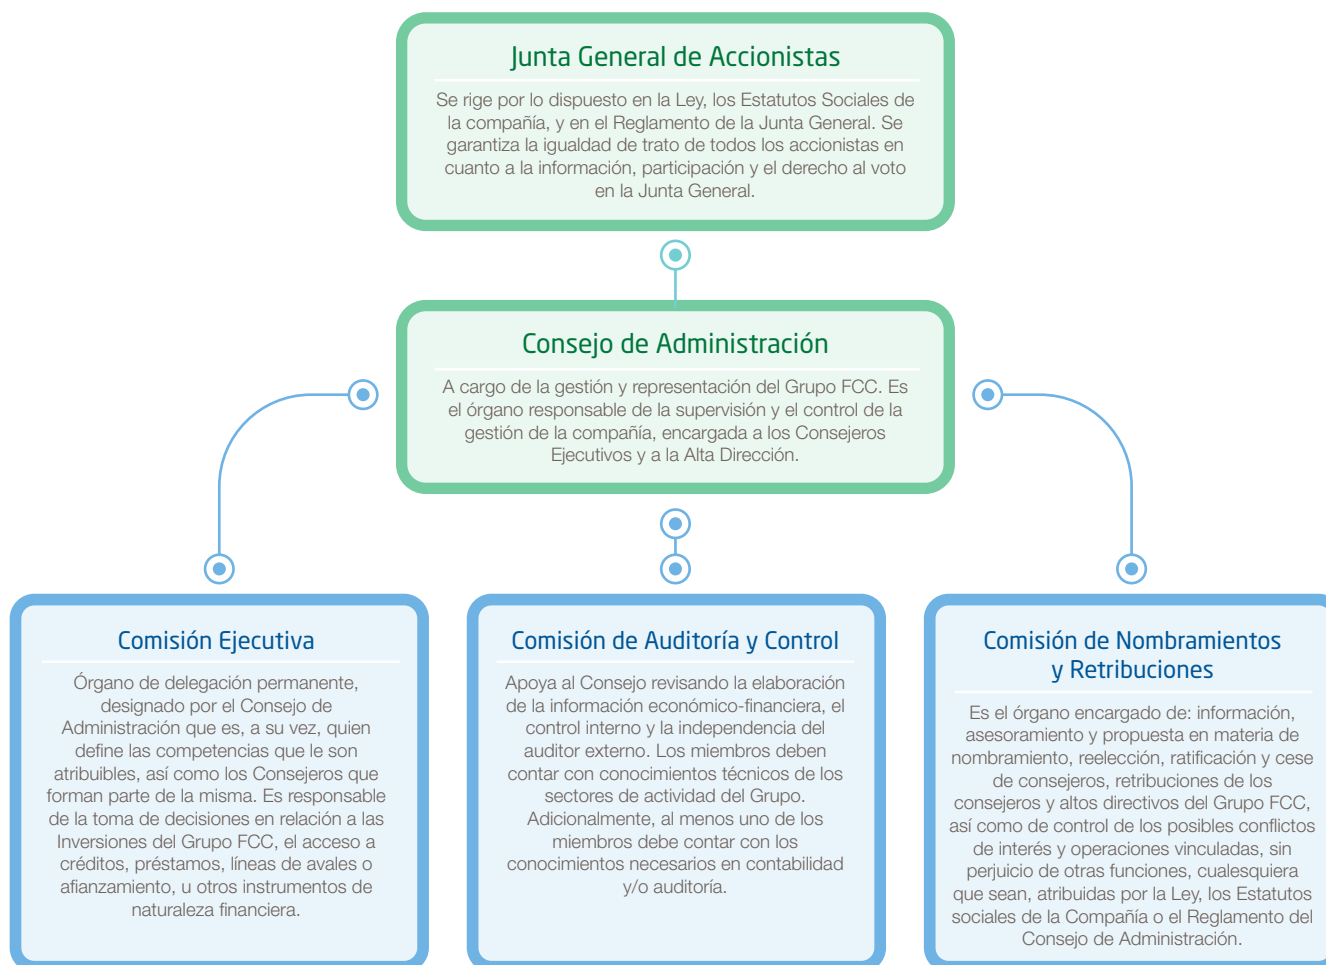 Junta General de Accionistas
Se rige por lo dispuesto en la Ley, los Estatutos Sociales de
la compañía, y en el Reglamento de la Junta General. Se
garantiza la igualdad de trato de todos los accionistas en
cuanto a la información, participación y el derecho al voto
en la Junta General.
Consejo de Administración
A cargo de la gestión y representación del Grupo FCC. Es
el órgano responsable de la supervisión y el control de la
gestión de la compañía, encargada a los Consejeros
Ejecutivos y a la Alta Dirección.
Comisión Ejecutiva
Órgano de delegación permanente,
designado por el Consejo de
Administración que es, a su vez, quien
define las competencias que le son
atribuibles, así como los Consejeros que
forman parte de la misma. Es responsable
de la toma de decisiones en relación a las
Inversiones del Grupo FCC, el acceso a
créditos, préstamos, líneas de avales o
afianzamiento, u otros instrumentos de
naturaleza financiera.
Comisión de Auditoría y Control
Apoya al Consejo revisando la elaboración
de la información económico-financiera, el
control interno y la independencia del
auditor externo. Los miembros deben
contar con conocimientos técnicos de los
sectores de actividad del Grupo.
Adicionalmente, al menos uno de los
miembros debe contar con los
conocimientos necesarios en contabilidad
y/o auditoría.
Comisión de Nombramientos
y Retribuciones
Es el órgano encargado de: información,
asesoramiento y propuesta en materia de
nombramiento, reelección, ratificación y cese
de consejeros, retribuciones de los
consejeros y altos directivos del Grupo FCC,
así como de control de los posibles conflictos
de interés y operaciones vinculadas, sin
perjuicio de otras funciones, cualesquiera
que sean, atribuidas por la Ley, los Estatutos
sociales de la Compañía o el Reglamento del
Consejo de Administración.